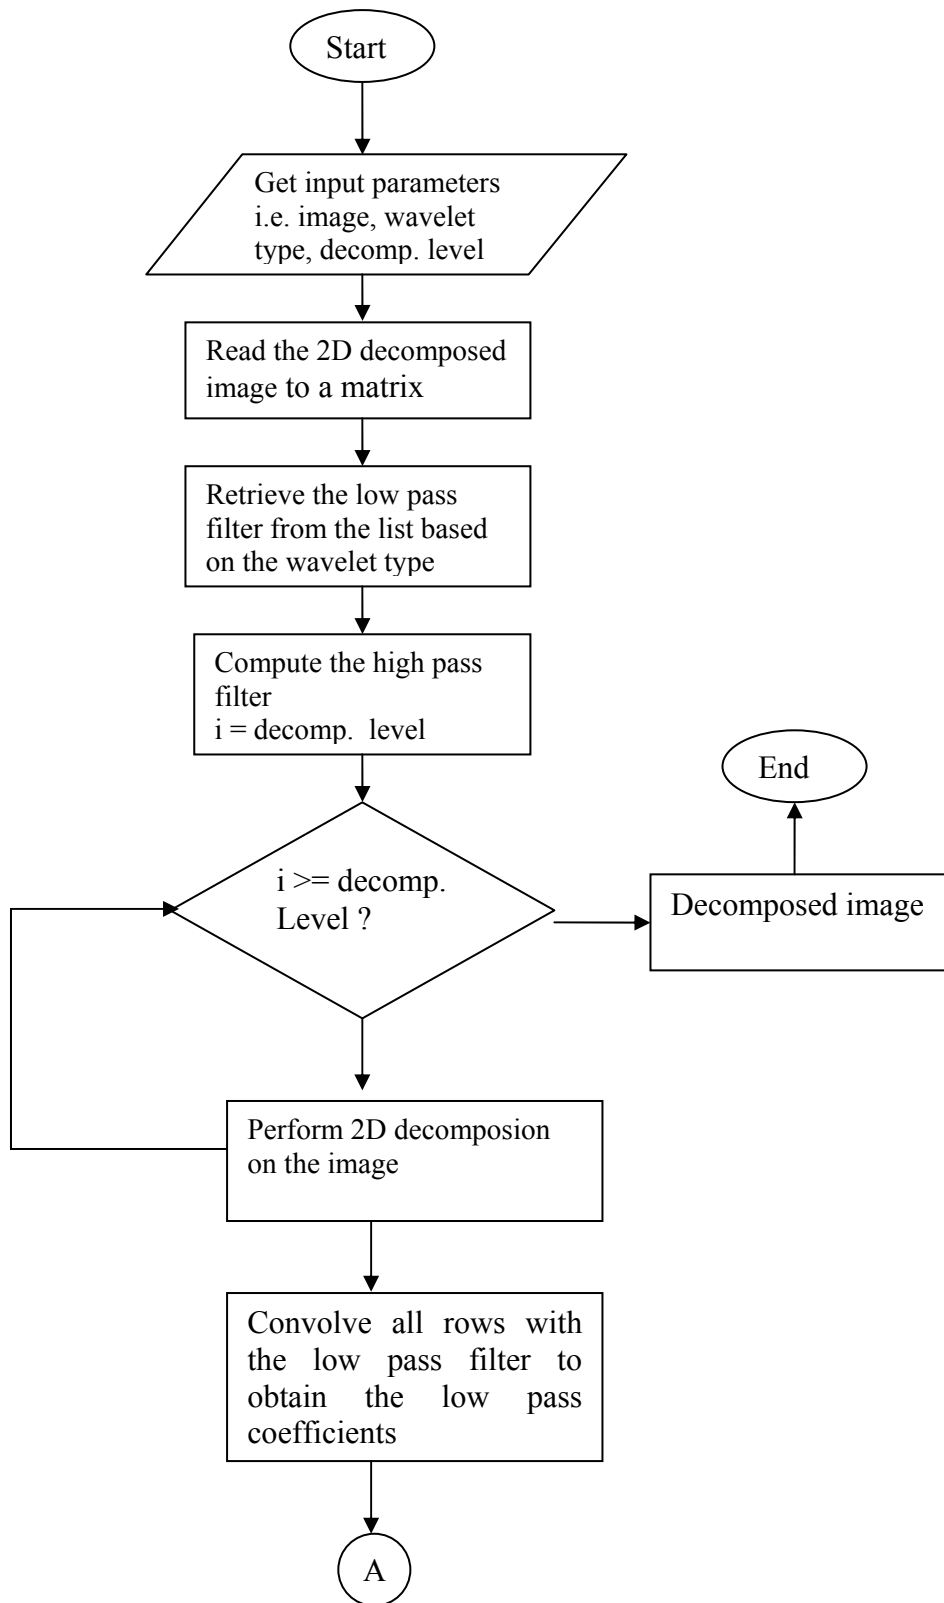 Start
Get input parameters
i.e. image, wavelet
type, decomp. level
Read the 2D decomposed
image to a matrix
Retrieve the low pass
filter from the list based
on the wavelet type
Compute the high pass
filter
i = decomp. level
i >= decomp.
Level ?
End
Decomposed image
Perform 2D decomposion
on the image
Convolve all rows with
the low pass filter to
obtain the low pass
coefficients
A